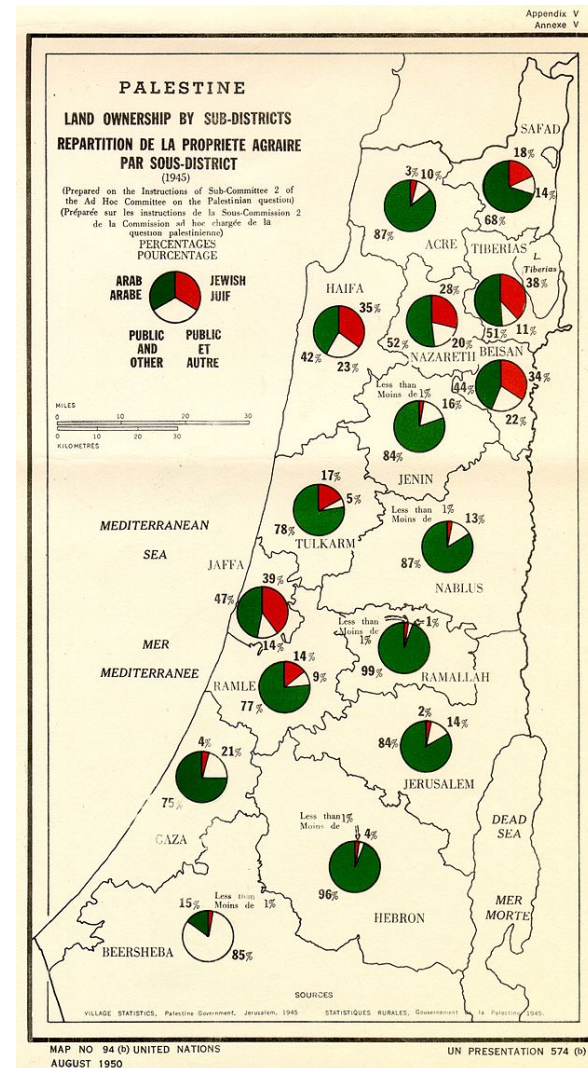 Appendix V
Annexe V
PALESTINE
LAND OWNERSHIP BY SUB-DISTRICTS
REPARTITION DE LA PROPRIETE AGRAIRE
PAR SOUS-DISTRICT
(1945)
(Prepared on the Instructions of Sub-Committee 2 of
the Ad Hoc Committee on the Palestinian question)
(Préparée sur les instructions de la Sous-Commission 2
de la Commission ad hoc chargée de la
question palestinienne)
PERCENTAGES
POURCENTAGE
ARAB
ARABE
JEWISH
JUIF
PUBLIC
AND
OTHER
PUBLIC
ET
AUTRE
MILES
0 10 20 30
0 10 20 30
KILOMETRES
SAFAD
18%
14%
68%
3% 10%
87%
ACRE
TIBERIAS
L.
Tiberias
38%
11%
51%
HAIFA
35%
42%
23%
28%
52%
20%
NAZARETH
BEISAN
34%
44%
22%
Less than
Moins de 1%
16%
84%
JENIN
17%
5%
78%
TULKARM
Less than
Moins de 1%
13%
87%
NABLUS
MEDITERRANEAN
SEA
JAFFA
39%
47%
14%
Less than
Moins de
1%
1%
99%
RAMALLAH
MER
MEDITERRANEE
14%
RAMLE
9%
77%
2%
14%
84%
JERUSALEM
4%
21%
75%
GAZA
Less than 1%
Moins de
4%
96%
HEBRON
DEAD
SEA
MER
MORTE
15%
Less than
Moins de 1%
85%
BEERSHEBA
SOURCES
VILLAGE STATISTICS, Palestine Government, Jerusalem, 1945
STATISTIQUES RURALES, Gouvernement la Palestine 1945.
MAP NO 94 (b) UNITED NATIONS
AUGUST 1950
UN PRESENTATION 574 (b)